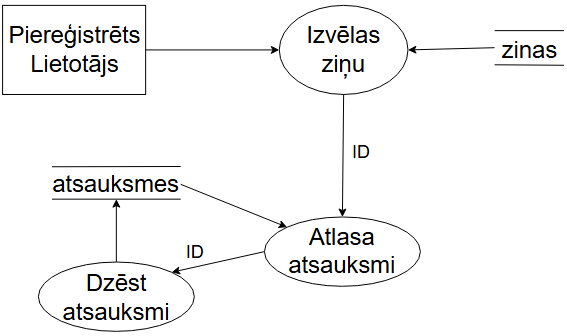 Piereģistrēts
Lietotājs
Izvēlas
ziņu
zinas
ID
atsauksmes
Atlasa
atsauksmi
ID
Dzēst
atsauksmi